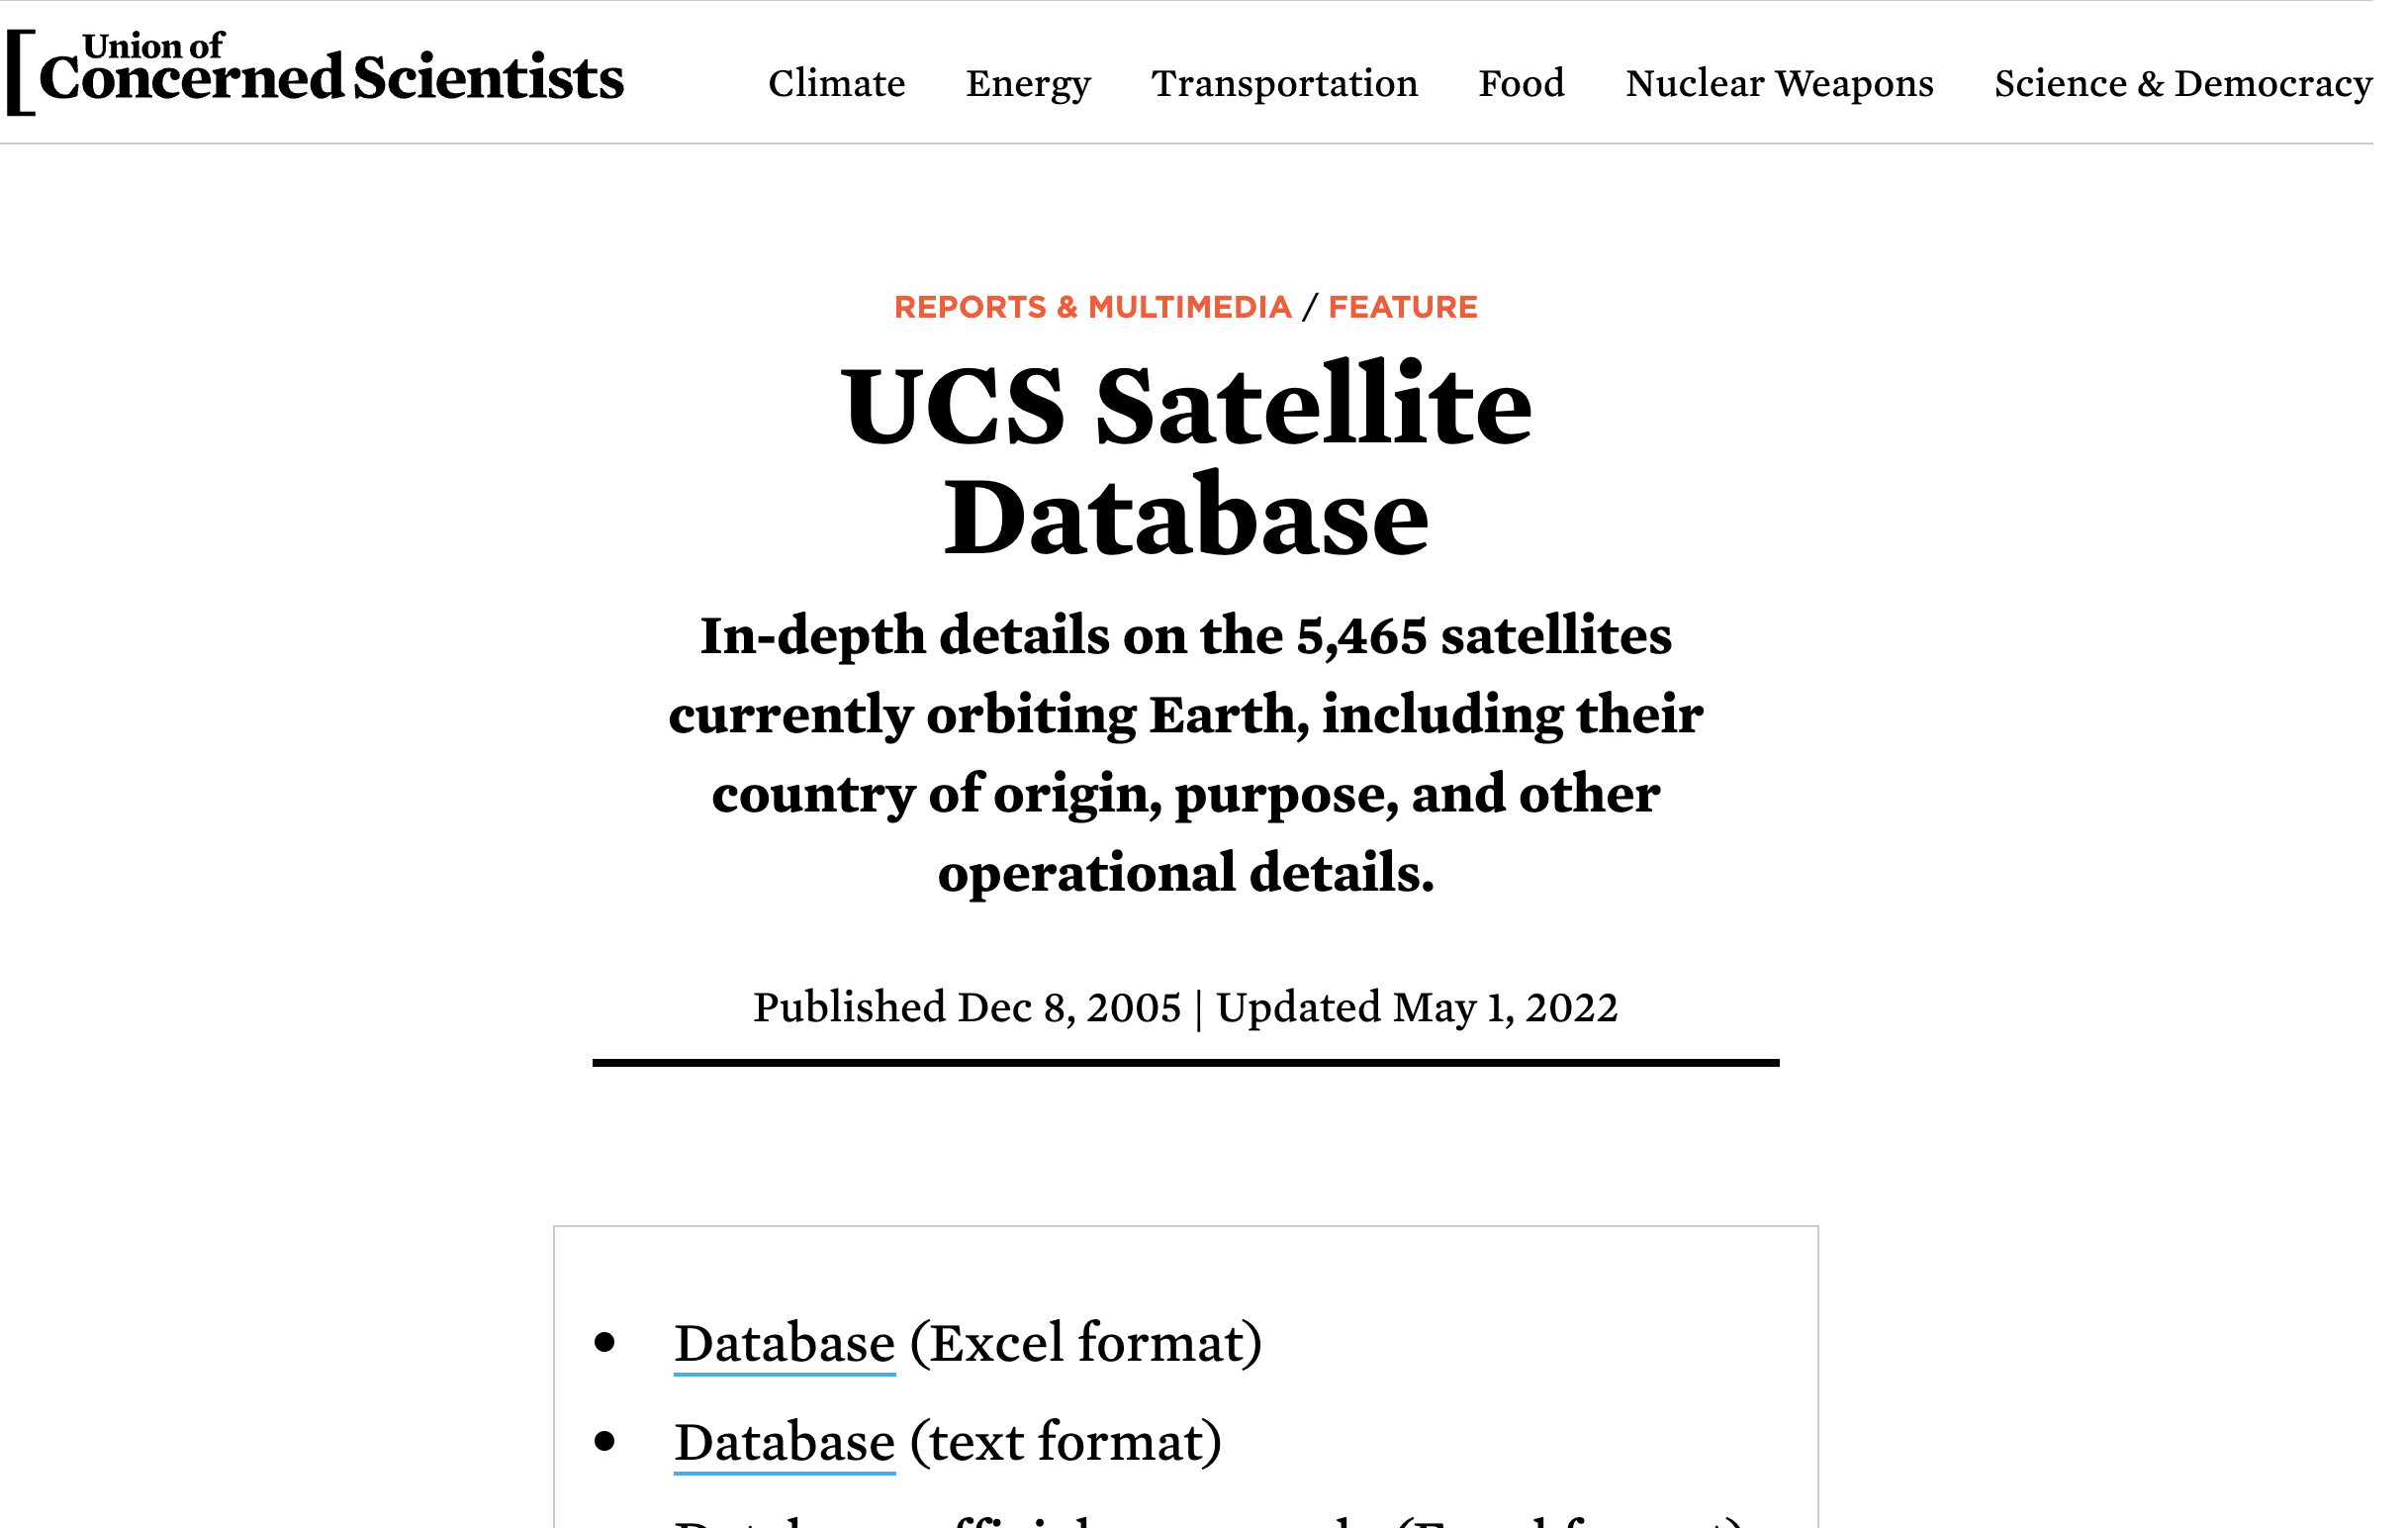 Union of
Concerned Scientists
Climate Energy Transportation Food Nuclear Weapons Science & Democracy
REPORTS & MULTIMEDIA / FEATURE
UCS Satellite
Database
In-depth details on the 5,465 satellites
currently orbiting Earth, including their
country of origin, purpose, and other
operational details.
Published Dec 8, 2005 | Updated May 1, 2022
• Database (Excel format)
• Database (text format)